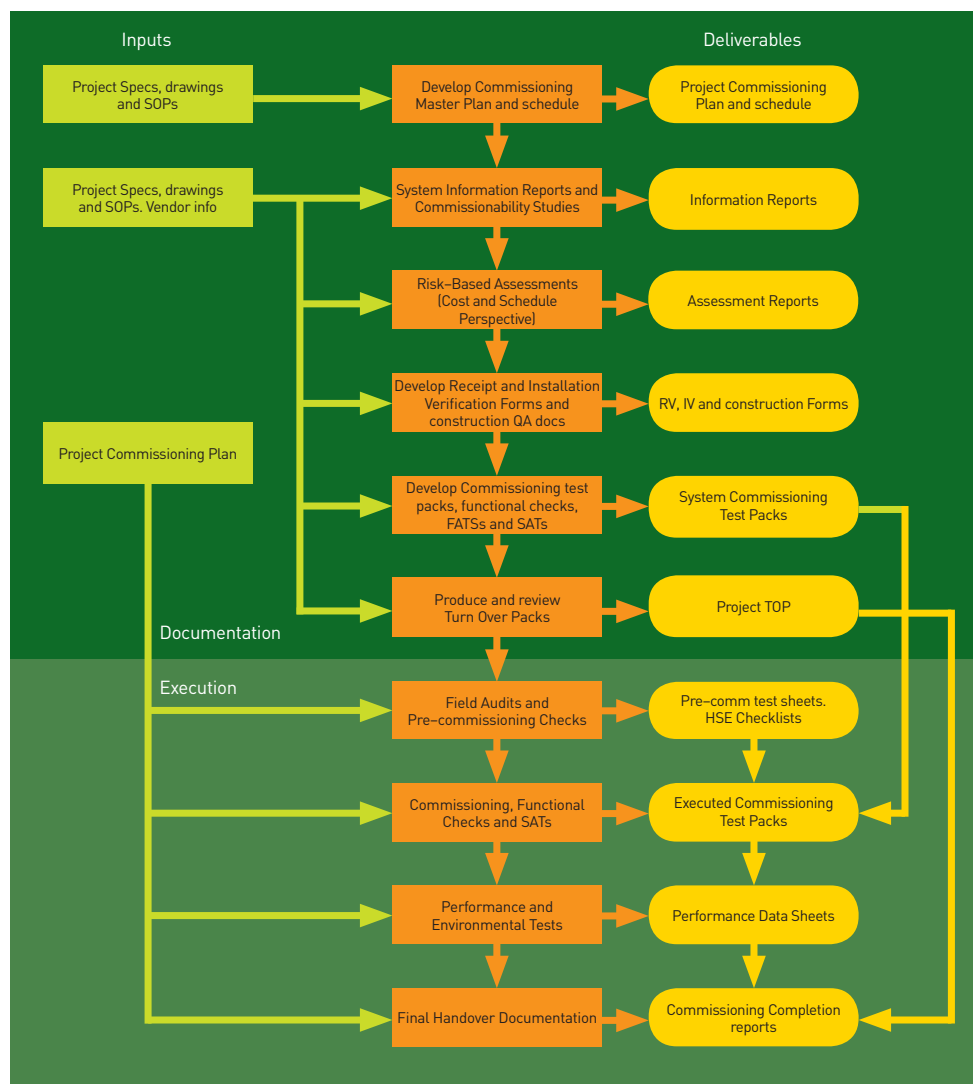 Inputs
Deliverables
Project Specs, drawings
and SOPs
Develop Commissioning
Master Plan and schedule
Project Commissioning
Plan and schedule
Project Specs, drawings
and SOPs. Vendor info
System Information Reports and
Commissionability Studies
Information Reports
Risk–Based Assessments
(Cost and Schedule
Perspective)
Assessment Reports
Develop Receipt and Installation
Verification Forms and
construction QA docs
RV, IV and construction Forms
Project Commissioning Plan
Develop Commissioning test
packs, functional checks,
FATSs and SATs
System Commissioning
Test Packs
Produce and review
Turn Over Packs
Project TOP
Documentation
Execution
Field Audits and
Pre–commissioning Checks
Pre–comm test sheets.
HSE Checklists
Commissioning, Functional
Checks and SATs
Executed Commissioning
Test Packs
Performance and
Environmental Tests
Performance Data Sheets
Final Handover Documentation
Commissioning Completion
reports